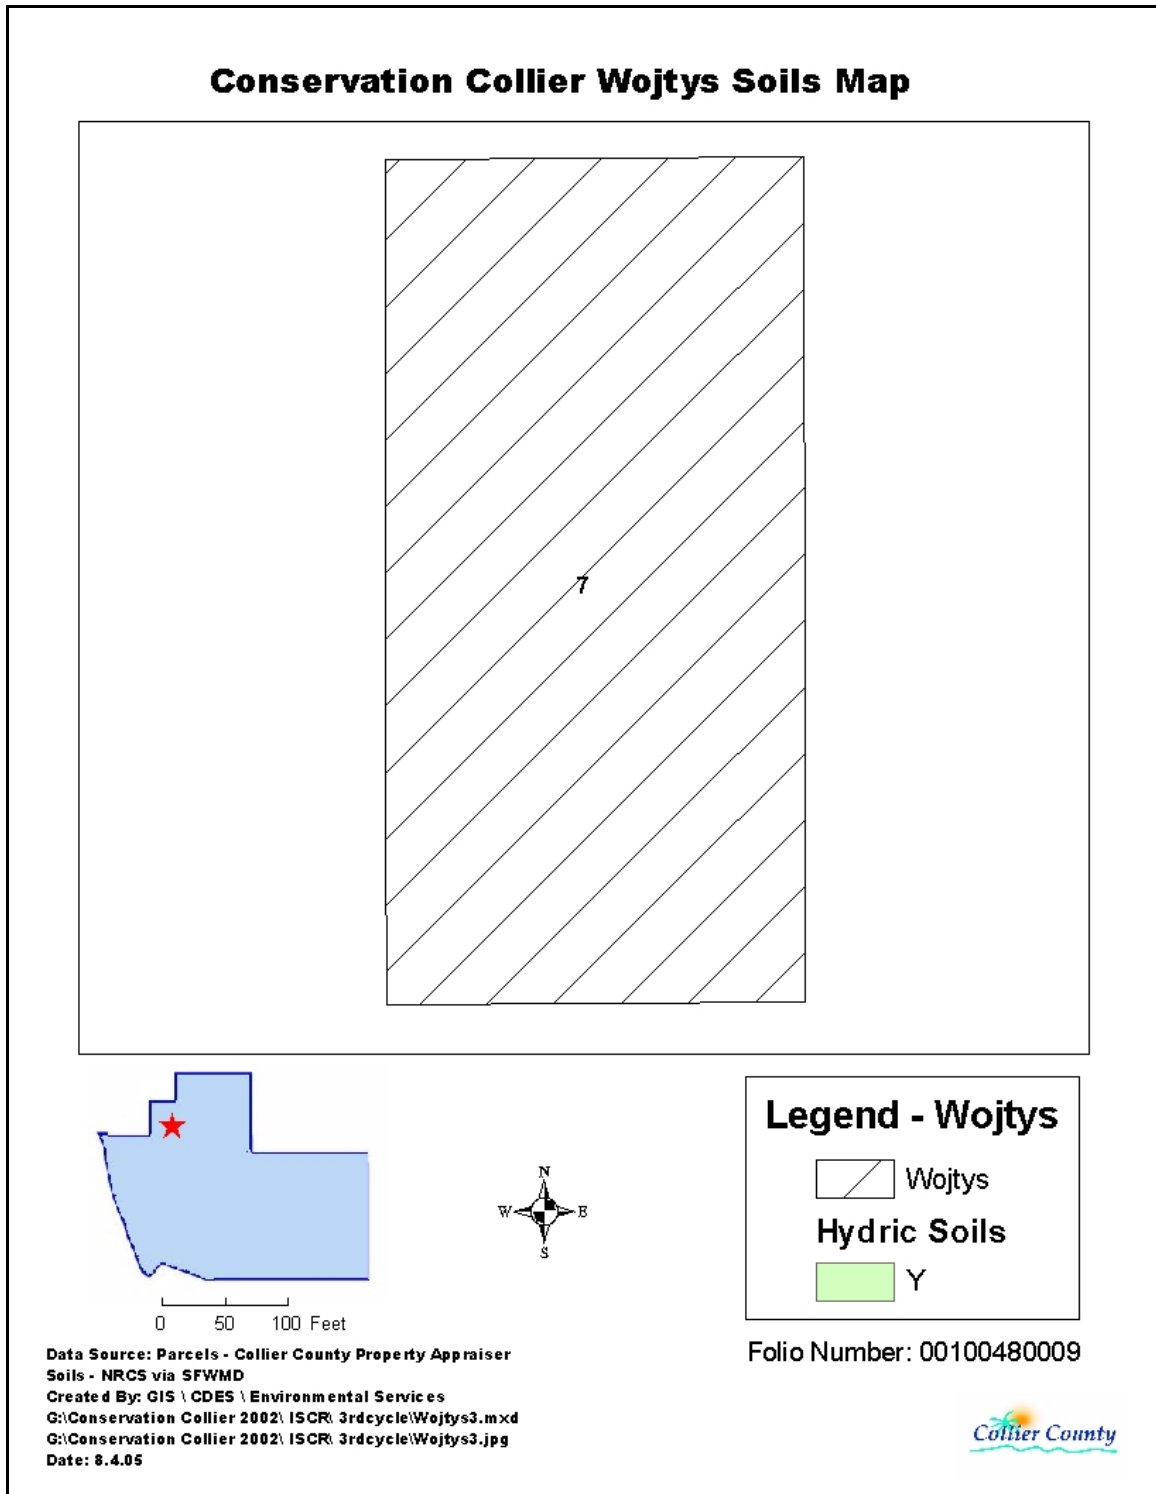 Conservation Collier Wojtys Soils Map
7
N
W E
S
0 50 100 Feet
Legend - Wojtys
Wojtys
Hydric Soils
Y
Folio Number: 00100480009
Data Source: Parcels - Collier County Property Appraiser
Soils - NRCS via SFWMD
Created By: GIS \ CDES \ Environmental Services
G:\Conservation Collier 2002\ ISCR\ 3rdcycle\Wojtys3.mxd
G:\Conservation Collier 2002\ ISCR\ 3rdcycle\Wojtys3.jpg
Date: 8.4.05
Collier County